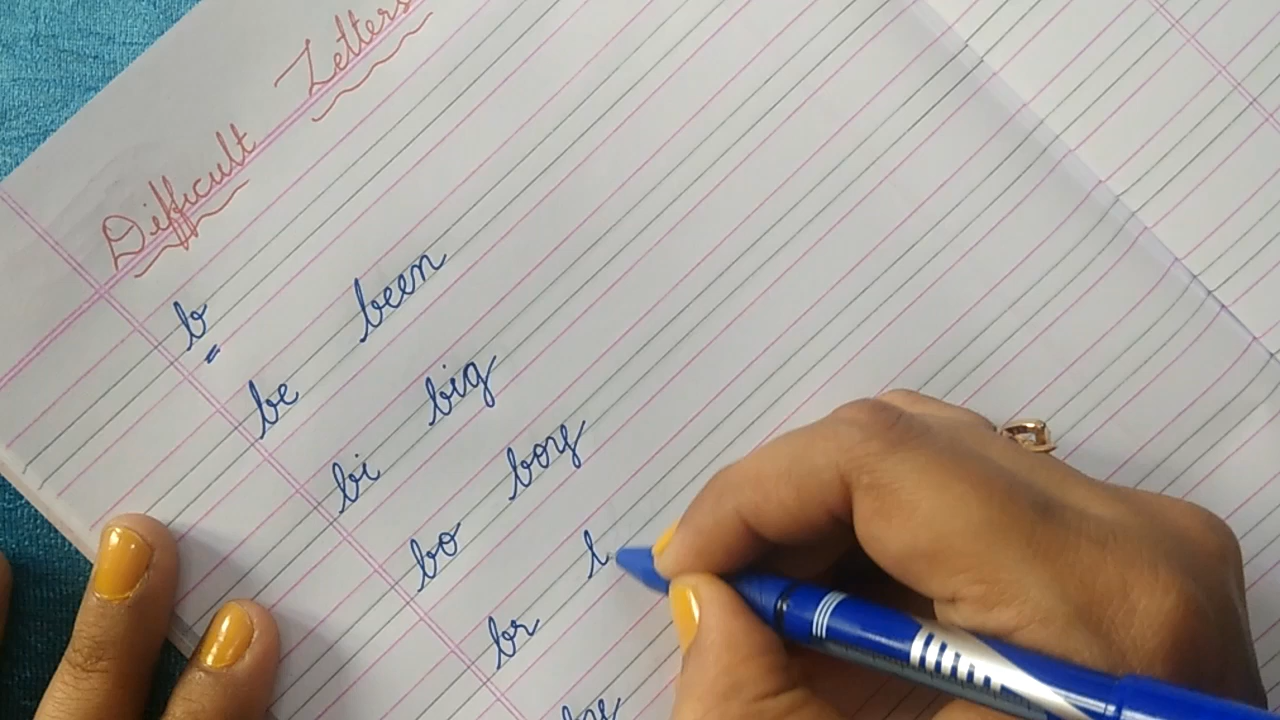 Difficult Letters
b
be been
bi big
bo boy
br